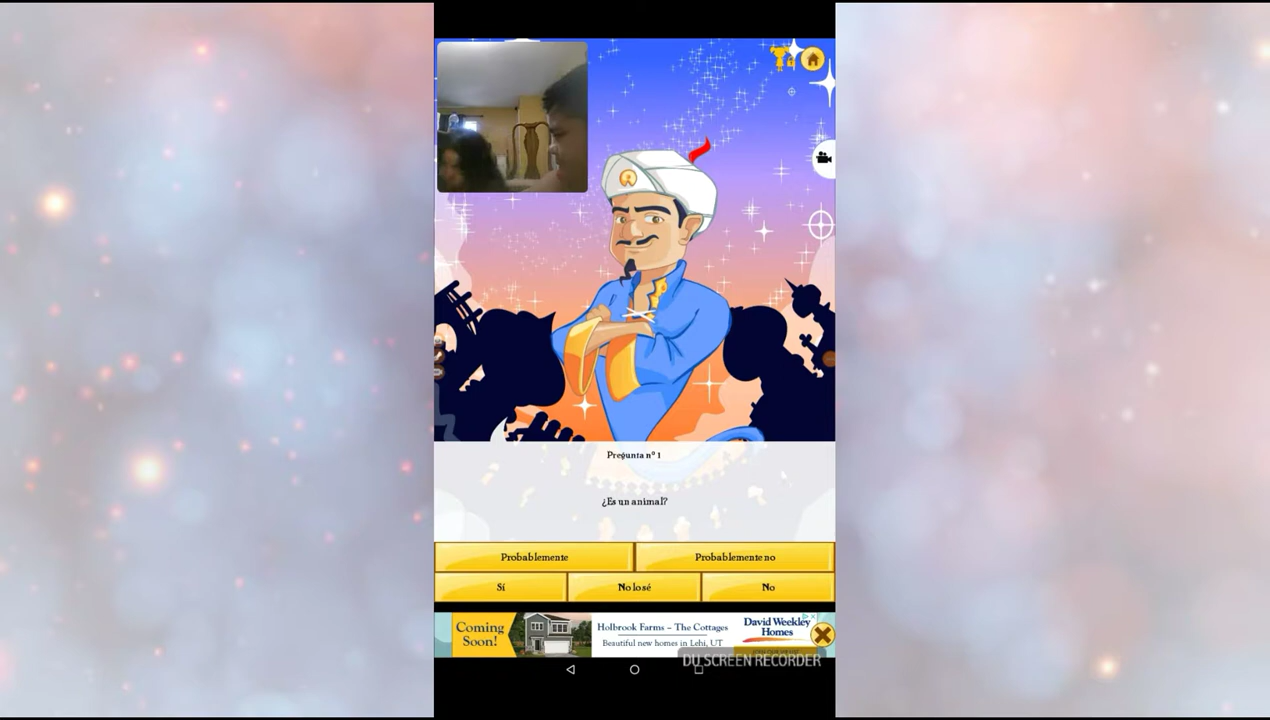 Pregunta nº 1
¿Es un animal?
Probablemente
Probablemente no
Sí
No lo sé
No
Coming Soon!
Holbrook Farms – The Cottages
Beautiful new homes in Lehi, UT
David Weekley Homes
DU SCREEN RECORDER